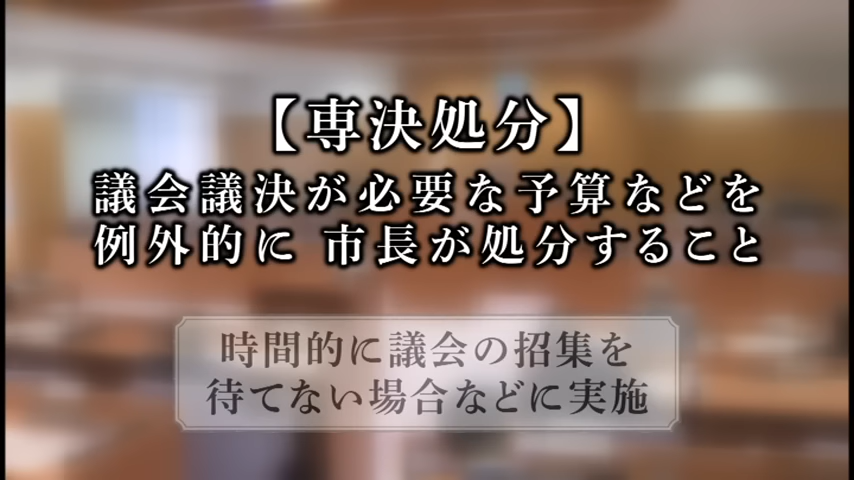 【専決処分】
議会議決が必要な予算などを
例外的に 市長が処分すること
時間的に議会の招集を
待てない場合などに実施